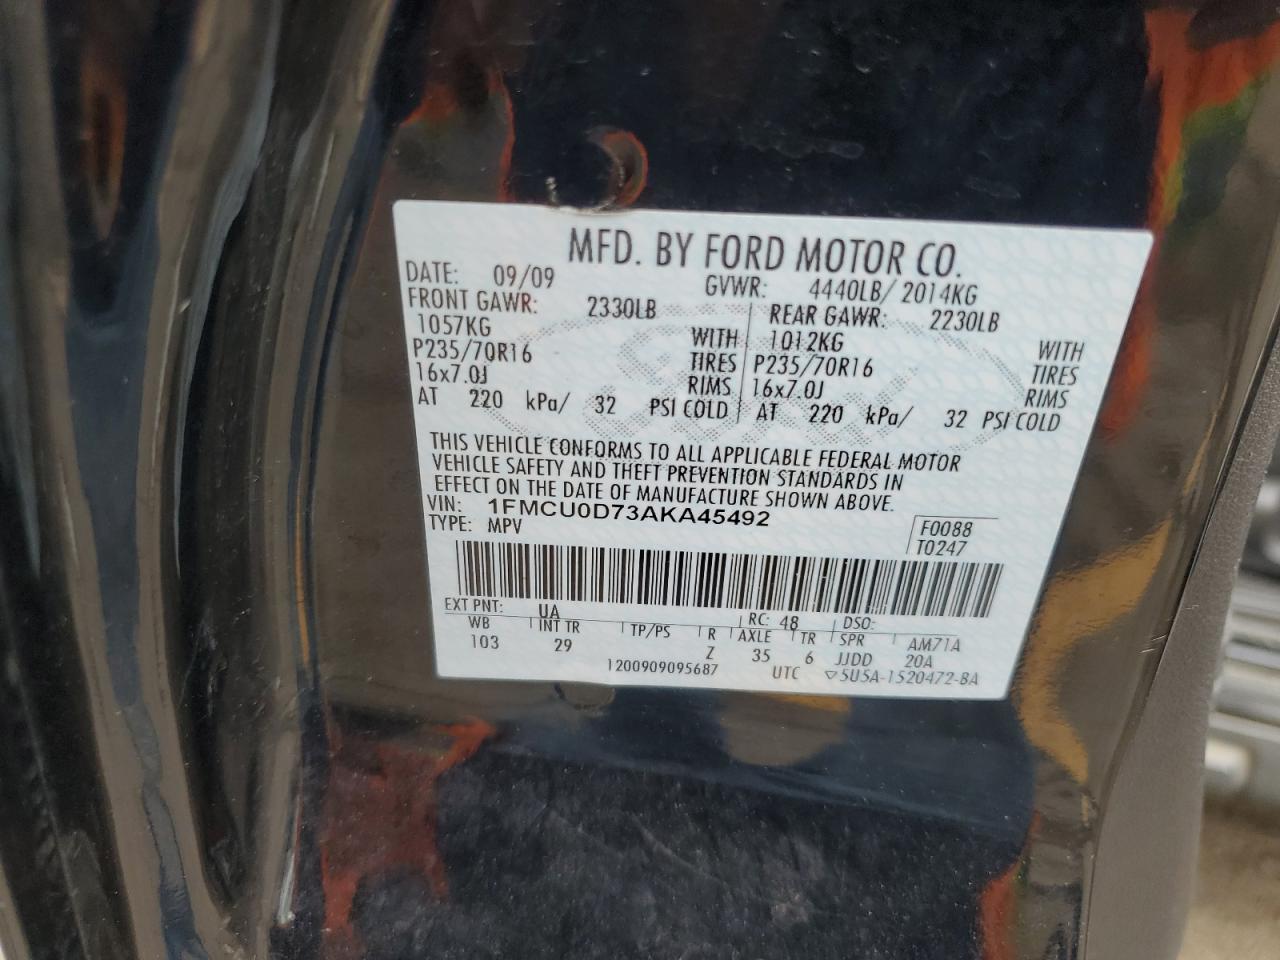 MFD. BY FORD MOTOR CO.
DATE: 09/09 GVWR: 4440LB/ 2014KG
FRONT GAWR: 2330LB REAR GAWR: 2230LB
1057KG WITH 1012KG WITH
P235/70R16 TIRES P235/70R16 TIRES
16x7.0J RIMS 16x7.0J RIMS
AT 220 kPa/ 32 PSI COLD AT 220 kPa/ 32 PSI COLD
THIS VEHICLE CONFORMS TO ALL APPLICABLE FEDERAL MOTOR
VEHICLE SAFETY AND THEFT PREVENTION STANDARDS IN
EFFECT ON THE DATE OF MANUFACTURE SHOWN ABOVE.
VIN: 1FMCU0D73AKA45492
TYPE: MPV F0088
T0247
EXT PNT: UA RC: 48 DSO:
WB INT TR TP/PS R AXLE TR SPR AM71A
103 29 Z 35 6 JJDD 20A
1200909095687 UTC ▽5U5A-1520472-BA